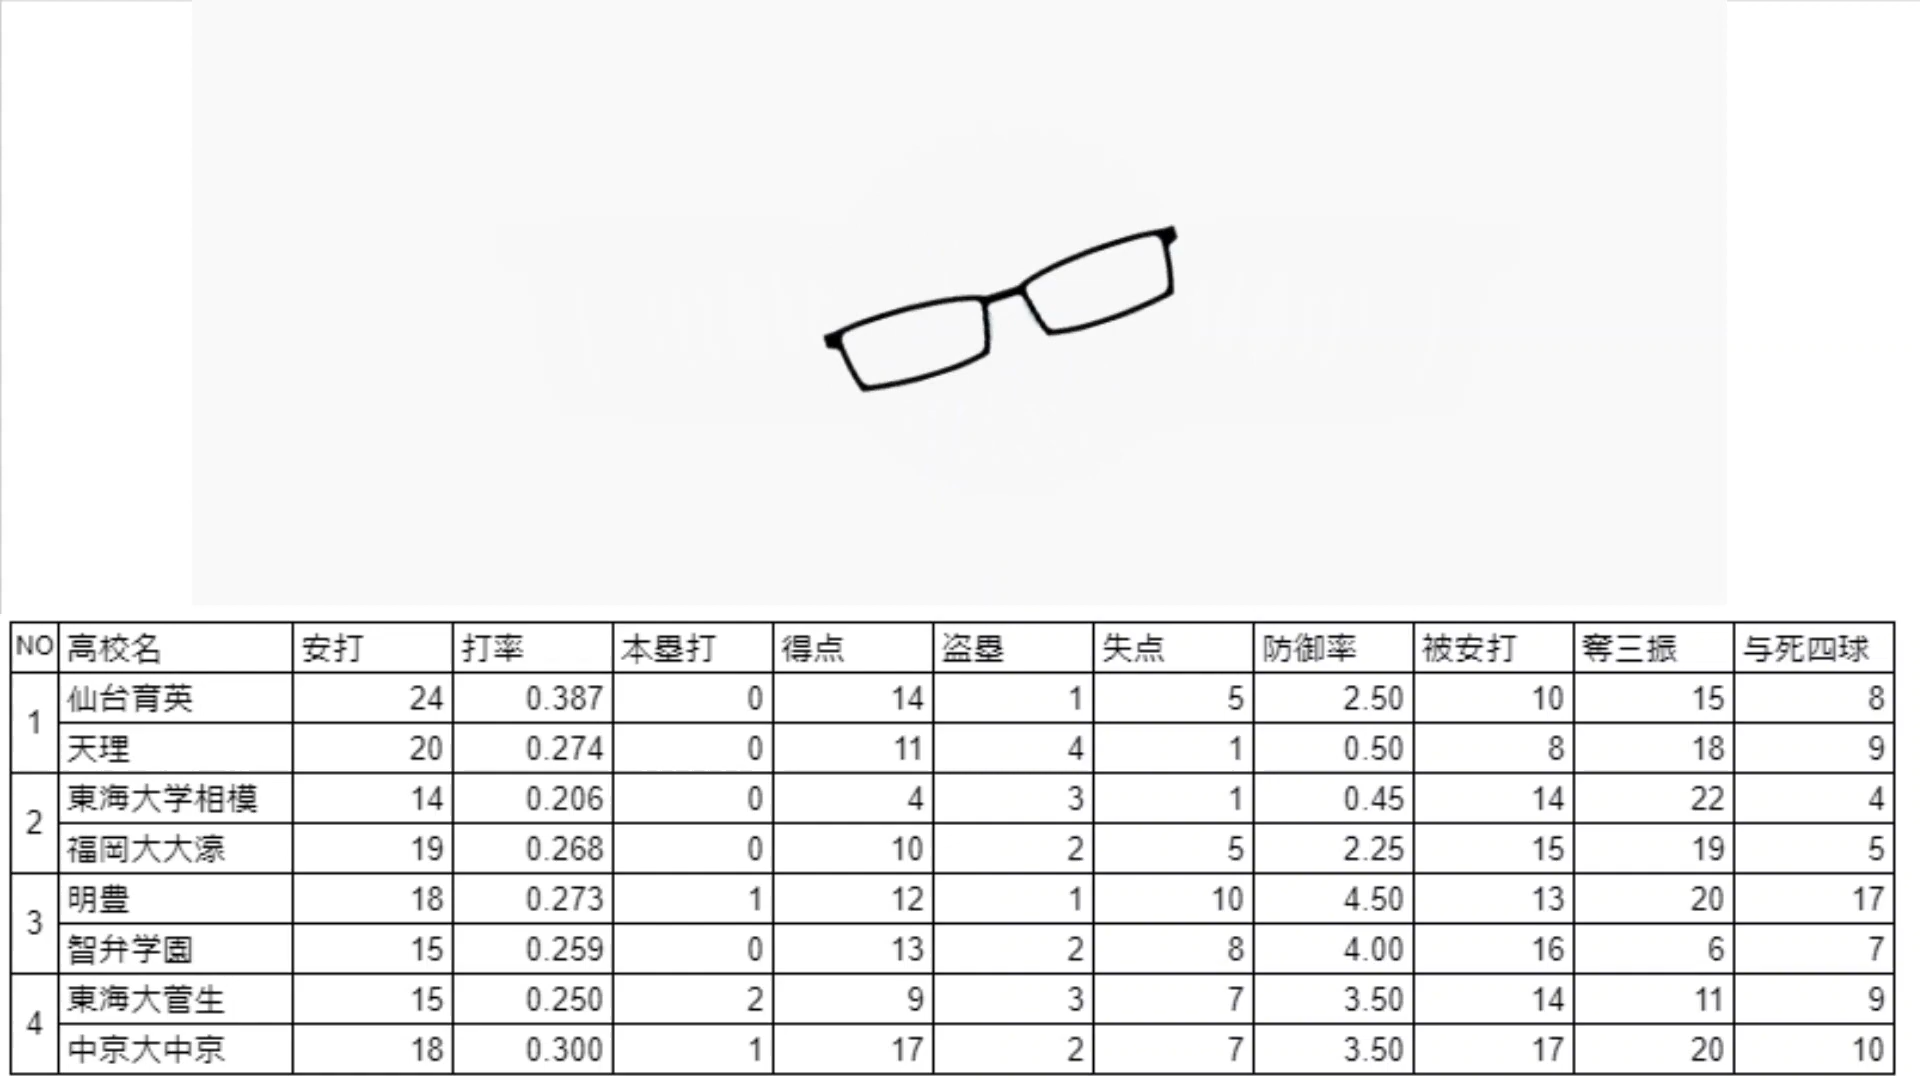 NO 高校名 安打 打率 本塁打 得点 盗塁 失点 防御率 被安打 奪三振 与死四球
1 仙台育英 24 0.387 0 14 1 5 2.50 10 15 8
天理 20 0.274 0 11 4 1 0.50 8 18 9
2 東海大学相模 14 0.206 0 4 3 1 0.45 14 22 4
福岡大大濠 19 0.268 0 10 2 5 2.25 15 19 5
3 明豊 18 0.273 1 12 1 10 4.50 13 20 17
智弁学園 15 0.259 0 13 2 8 4.00 16 6 7
4 東海大菅生 15 0.250 2 9 3 7 3.50 14 11 9
中京大中京 18 0.300 1 17 2 7 3.50 17 20 10